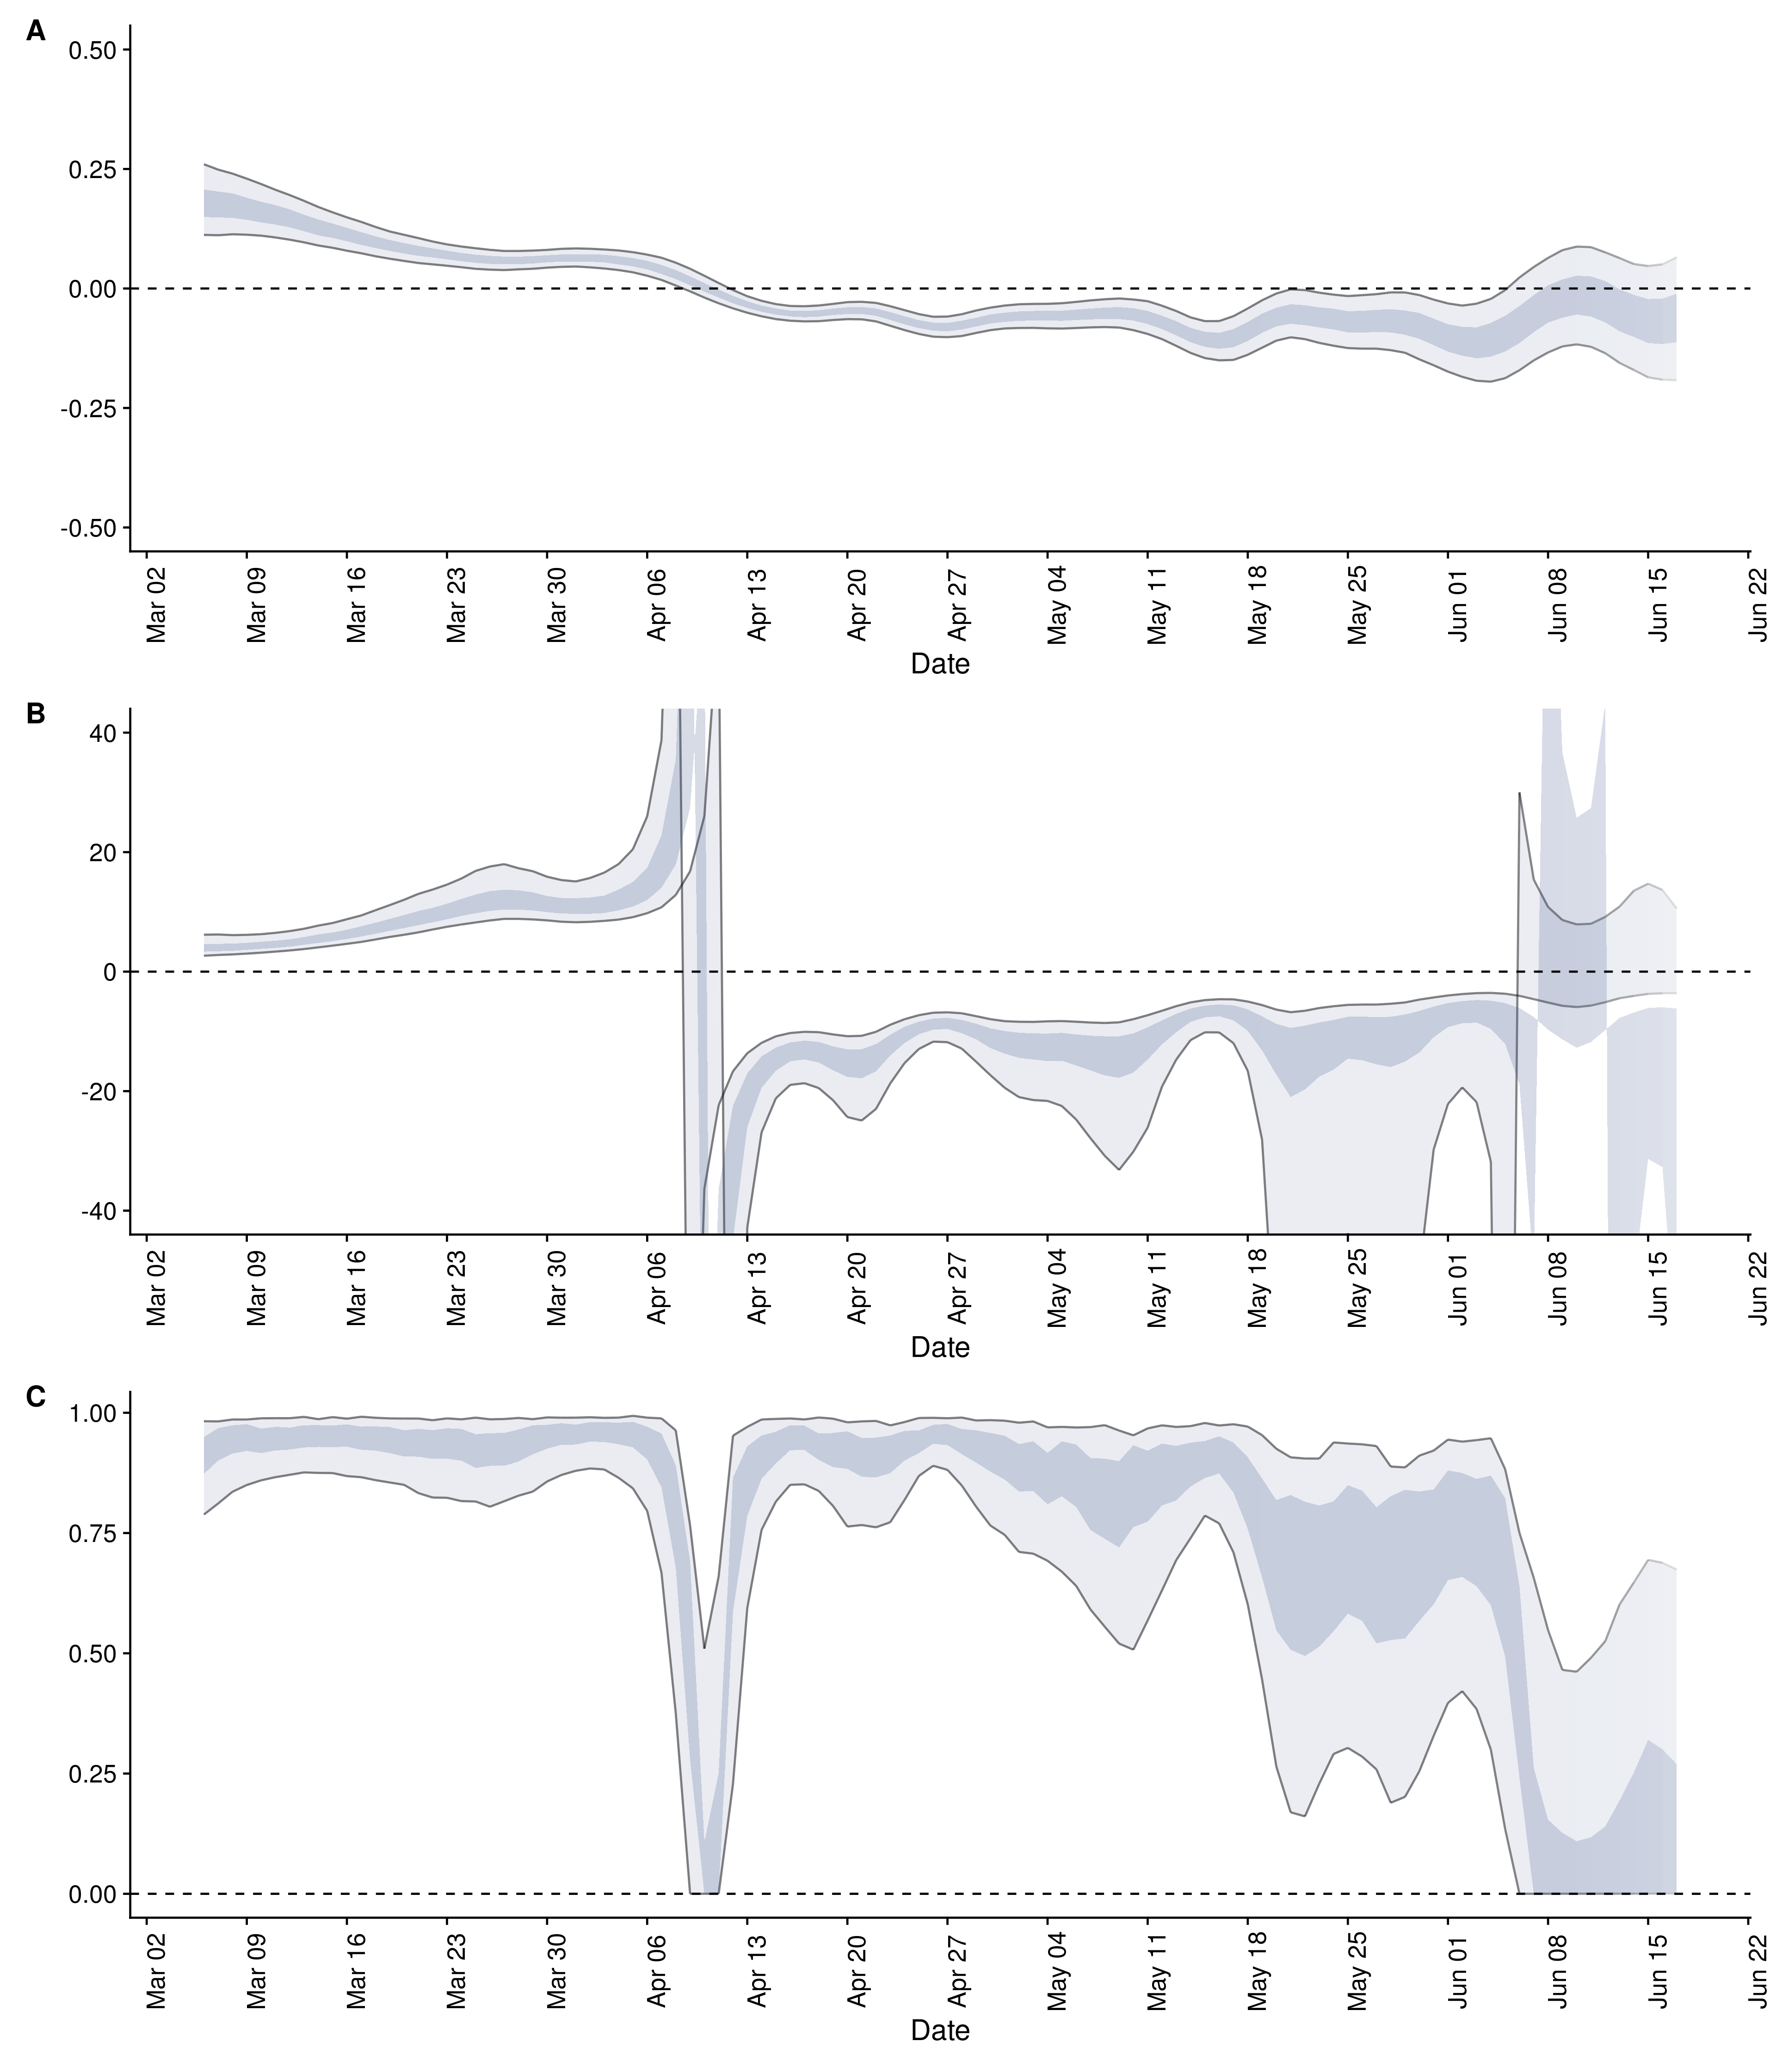 A
0.50
0.25
0.00
-0.25
-0.50
Mar 02
Mar 09
Mar 16
Mar 23
Mar 30
Apr 06
Apr 13
Apr 20
Apr 27
May 04
May 11
May 18
May 25
Jun 01
Jun 08
Jun 15
Jun 22
Date
B
40
20
0
-20
-40
Mar 02
Mar 09
Mar 16
Mar 23
Mar 30
Apr 06
Apr 13
Apr 20
Apr 27
May 04
May 11
May 18
May 25
Jun 01
Jun 08
Jun 15
Jun 22
Date
C
1.00
0.75
0.50
0.25
0.00
Mar 02
Mar 09
Mar 16
Mar 23
Mar 30
Apr 06
Apr 13
Apr 20
Apr 27
May 04
May 11
May 18
May 25
Jun 01
Jun 08
Jun 15
Jun 22
Date